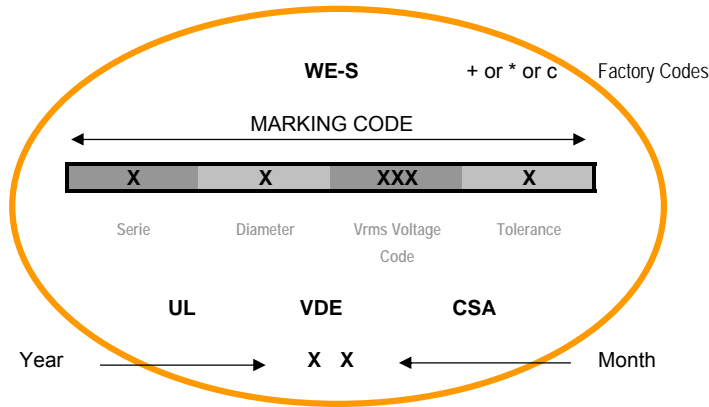 WE-S + or * or c Factory Codes
MARKING CODE
X X XXX X
Serie Diameter Vrms Voltage Code Tolerance
UL VDE CSA
Year X X Month